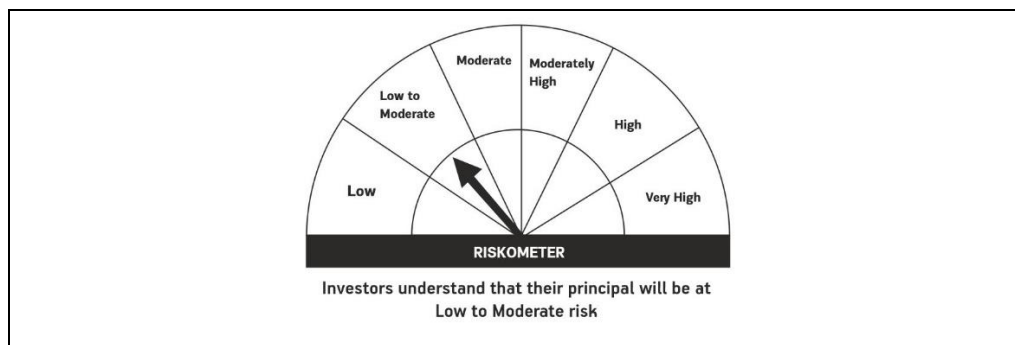 Low
Low to
Moderate
Moderate
Moderately
High
High
Very High
RISKOMETER
Investors understand that their principal will be at
Low to Moderate risk